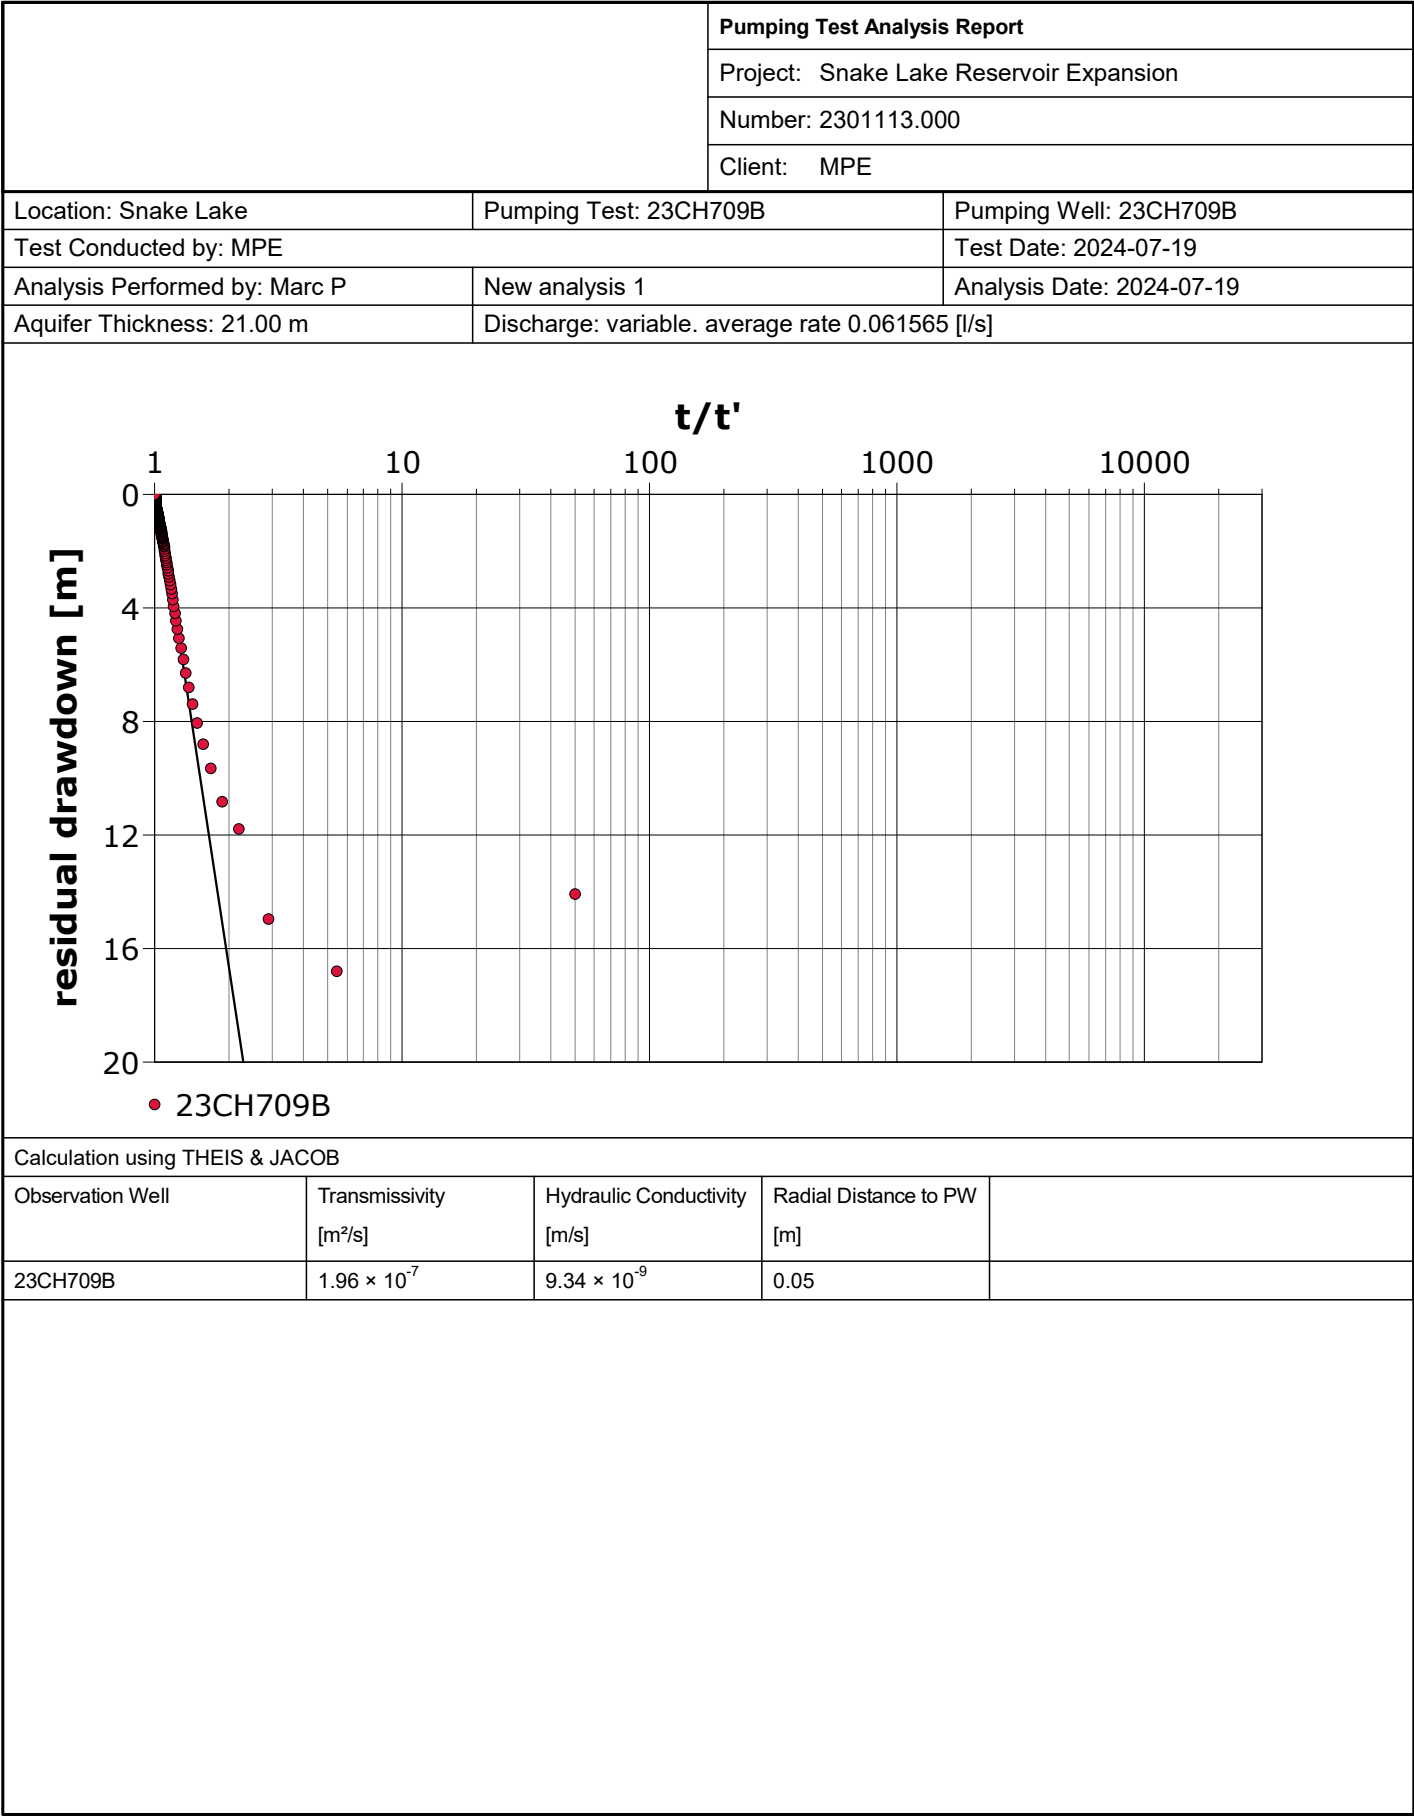 Pumping Test Analysis Report
Project: Snake Lake Reservoir Expansion
Number: 2301113.000
Client: MPE
Location: Snake Lake Pumping Test: 23CH709B Pumping Well: 23CH709B
Test Conducted by: MPE Test Date: 2024-07-19
Analysis Performed by: Marc P New analysis 1 Analysis Date: 2024-07-19
Aquifer Thickness: 21.00 m Discharge: variable. average rate 0.061565 [l/s]
t/t'
1 10 100 1000 10000
0
4
8
12
16
20
residual drawdown [m]
23CH709B
Calculation using THEIS & JACOB
Observation Well Transmissivity Hydraulic Conductivity Radial Distance to PW
[m²/s] [m/s] [m]
23CH709B 1.96 × 10⁻⁷ 9.34 × 10⁻⁹ 0.05